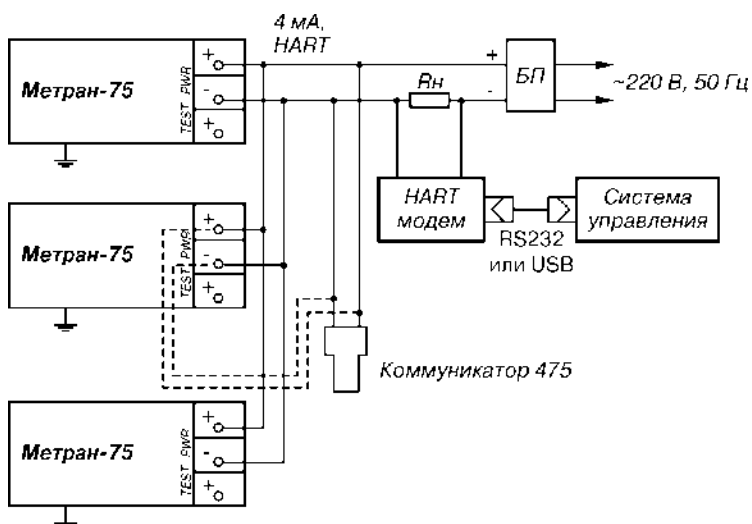 4 мА,
HART
Метран-75
TEST PWR
+
-
+
+
-
Rн
БП
~220 В, 50 Гц
HART
модем
RS232
или USB
Система
управления
Метран-75
TEST PWR
+
-
+
Коммуникатор 475
Метран-75
TEST PWR
+
-
+